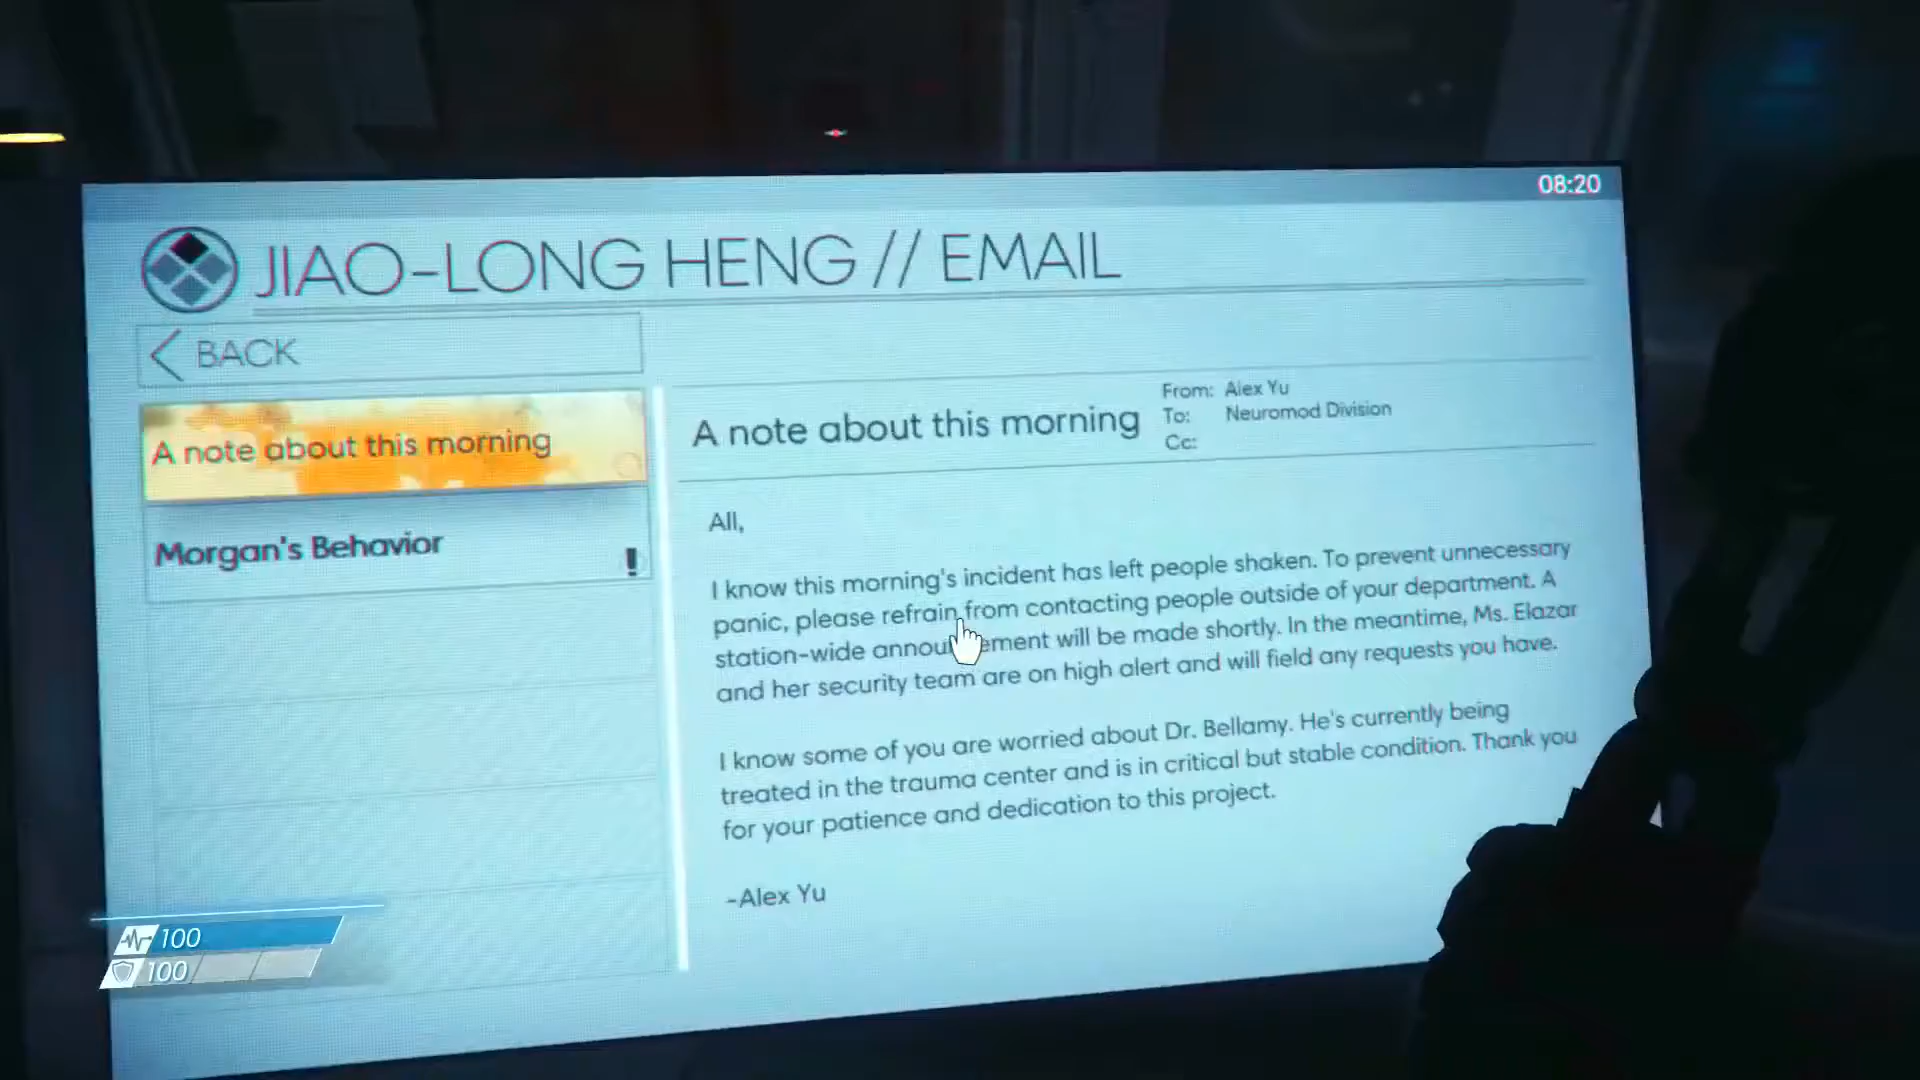 08:20
JIAO-LONG HENG // EMAIL
BACK
A note about this morning
Morgan's Behavior
!
A note about this morning
From: Alex Yu
To: Neuromod Division
Cc:
All,
I know this morning's incident has left people shaken. To prevent unnecessary
panic, please refrain from contacting people outside of your department. A
station-wide announcement will be made shortly. In the meantime, Ms. Elazar
and her security team are on high alert and will field any requests you have.
I know some of you are worried about Dr. Bellamy. He's currently being
treated in the trauma center and is in critical but stable condition. Thank you
for your patience and dedication to this project.
-Alex Yu
100
100